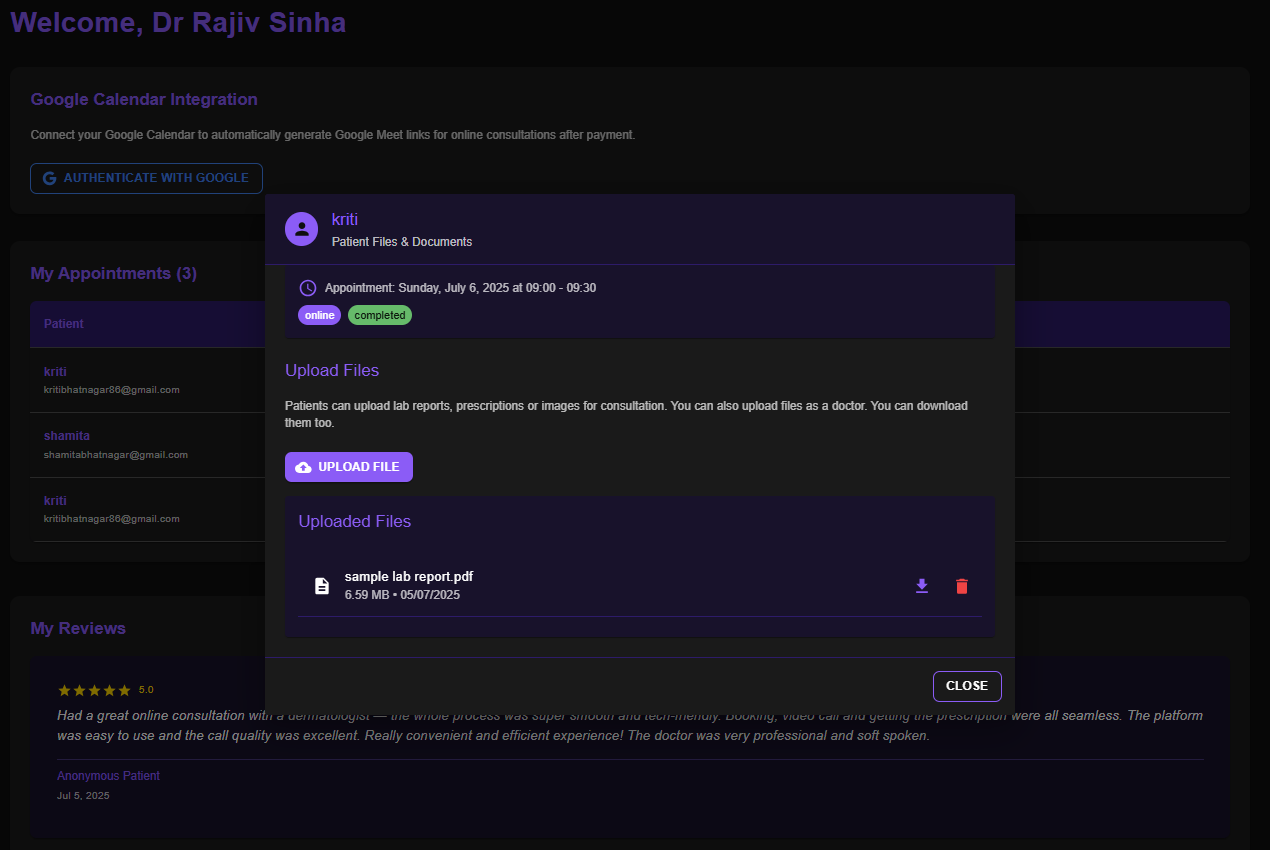 Welcome, Dr Rajiv Sinha
Google Calendar Integration
Connect your Google Calendar to automatically generate Google Meet links for online consultations after payment.
AUTHENTICATE WITH GOOGLE
My Appointments (3)
Patient
kriti
kritibhatnagar86@gmail.com
shamita
shamitabhatnagar@gmail.com
kriti
kritibhatnagar86@gmail.com
kriti
Patient Files & Documents
Appointment: Sunday, July 6, 2025 at 09:00 - 09:30
online
completed
Upload Files
Patients can upload lab reports, prescriptions or images for consultation. You can also upload files as a doctor. You can download
them too.
UPLOAD FILE
Uploaded Files
sample lab report.pdf
6.59 MB • 05/07/2025
CLOSE
My Reviews
5.0
Had a great online consultation with a dermatologist — the whole process was super smooth and tech-friendly. Booking, video call and getting the prescription were all seamless. The platform
was easy to use and the call quality was excellent. Really convenient and efficient experience! The doctor was very professional and soft spoken.
Anonymous Patient
Jul 5, 2025